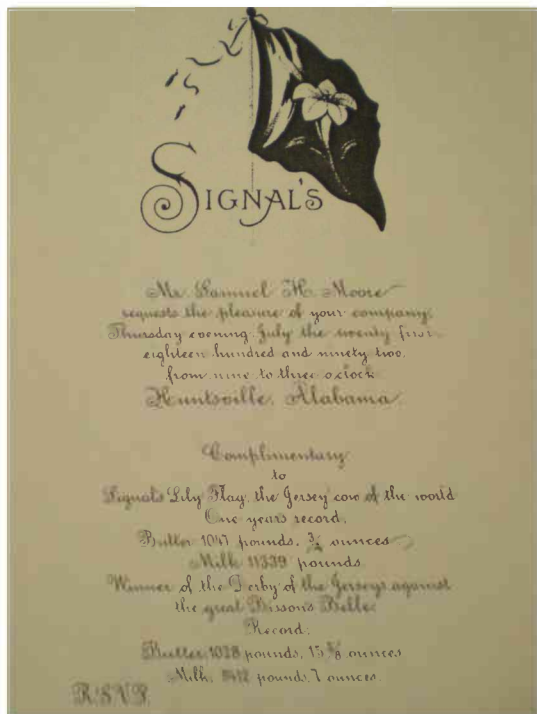 SIGNAL'S
Mr. Samuel H. Moore
requests the pleasure of your company,
Thursday evening July the twenty first
eighteen hundred and ninety two,
from nine to three o'clock
Huntsville, Alabama.
Complimentary
to
Signal's Lily Flag, the Jersey cow of the world
One years record,
Butter 1047 pounds, 3/4 ounces
Milk 11339 pounds
Winner of the Derby of the Jerseys against
the great Bissons Belle.
Record.
Butter 1028 pounds, 15 3/8 ounces
Milk, pounds, 7 ounces.
R.S.V.P.